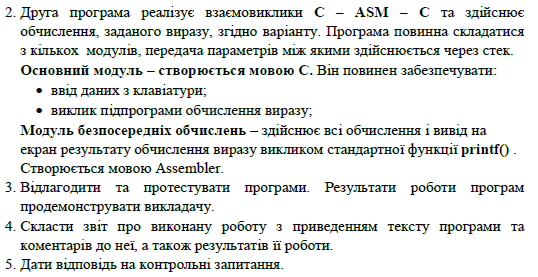 2. Друга програма реалізує взаємовиклики C – ASM – C та здійснює
обчислення, заданого виразу, згідно варіанту. Програма повинна складатися
з кількох модулів, передача параметрів між якими здійснюється через стек.
Основний модуль – створюється мовою C. Він повинен забезпечувати:
• ввід даних з клавіатури;
• виклик підпрограми обчислення виразу;
Модуль безпосередніх обчислень – здійснює всі обчислення і вивід на
екран результату обчислення виразу викликом стандартної функції printf() .
Створюється мовою Assembler.
3. Відлагодити та протестувати програми. Результати роботи програм
продемонструвати викладачу.
4. Скласти звіт про виконану роботу з приведенням тексту програми та
коментарів до неї, а також результатів її роботи.
5. Дати відповідь на контрольні запитання.